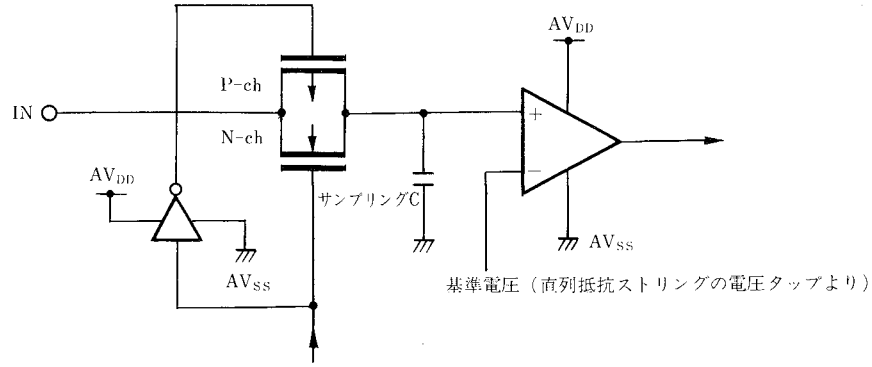 AVDD
P-ch
IN
N-ch
+
−
AVDD
サンプリングC
AVSS
AVSS
基準電圧（直列抵抗ストリングの電圧タップより）